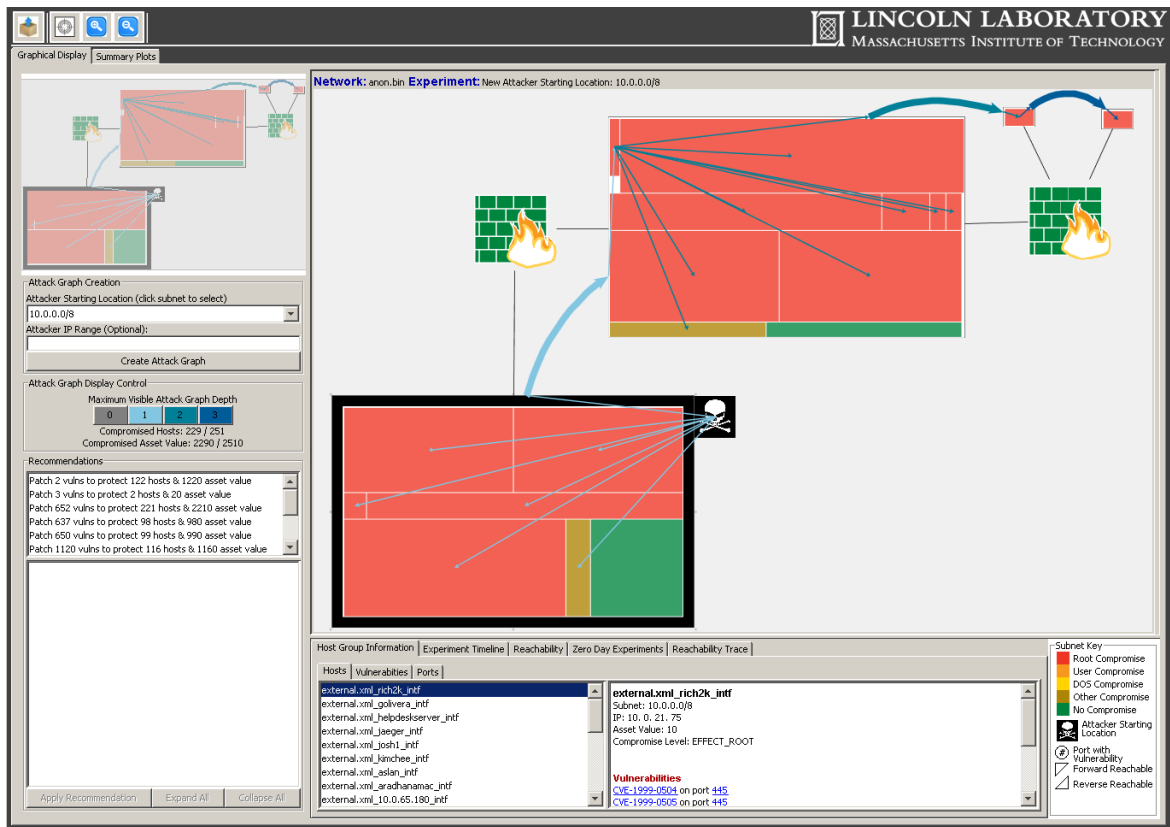 LINCOLN LABORATORY
MASSACHUSETTS INSTITUTE OF TECHNOLOGY
Graphical Display
Summary Plots
Network: anon.bin Experiment: New Attacker Starting Location: 10.0.0.0/8
Attack Graph Creation
Attacker Starting Location (click subnet to select)
10.0.0.0/8
Attacker IP Range (Optional):
Create Attack Graph
Attack Graph Display Control
Maximum Visible Attack Graph Depth
0 1 2 3
Compromised Hosts: 229 / 251
Compromised Asset Value: 2290 / 2510
Recommendations
Patch 2 vulns to protect 122 hosts & 1220 asset value
Patch 3 vulns to protect 2 hosts & 20 asset value
Patch 652 vulns to protect 221 hosts & 2210 asset value
Patch 637 vulns to protect 98 hosts & 980 asset value
Patch 650 vulns to protect 99 hosts & 990 asset value
Patch 1120 vulns to protect 116 hosts & 1160 asset value
Apply Recommendation
Expand All
Collapse All
Host Group Information
Experiment Timeline
Reachability
Zero Day Experiments
Reachability Trace
Hosts
Vulnerabities
Ports
external.xml_rich2k_intf
external.xml_golivera_intf
external.xml_helpdeskserver_intf
external.xml_jaeger_intf
external.xml_josh1_intf
external.xml_kimchee_intf
external.xml_aslan_intf
external.xml_aradhanamac_intf
external.xml_10.0.65.180_intf
external.xml_rich2k_intf
Subnet: 10.0.0.0/8
IP: 10. 0. 21. 75
Asset Value: 10
Compromise Level: EFFECT_ROOT
Vulnerabilities
CVE-1999-0504 on port 445
CVE-1999-0505 on port 445
Subnet Key
Root Compromise
User Compromise
DOS Compromise
Other Compromise
No Compromise
Attacker Starting
Location
# Port with
Vulnerability
Forward Reachable
Reverse Reachable